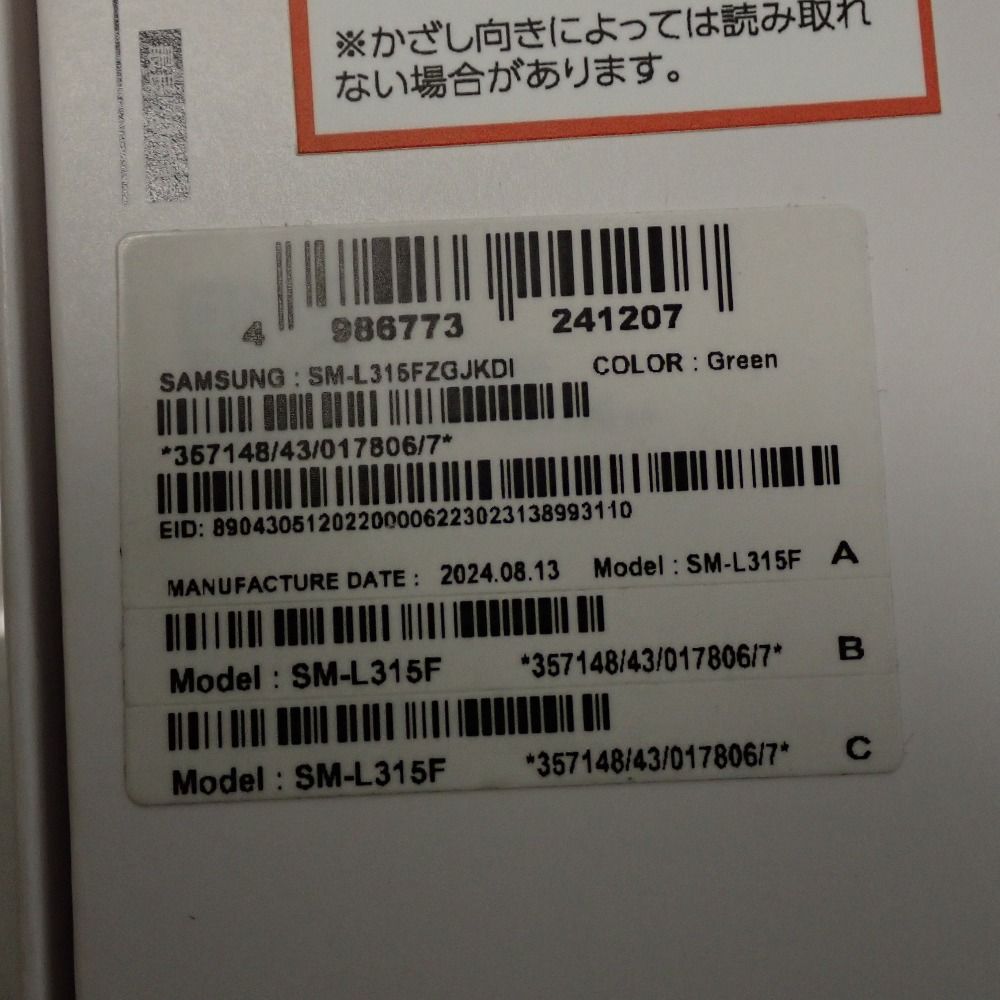 ※かざし向きによっては読み取れ
ない場合があります。
4 986773 241207
SAMSUNG : SM-L315FZGJKDI COLOR : Green
*357148/43/017806/7*
EID: 89043051202200006223023138993110
MANUFACTURE DATE : 2024.08.13 Model : SM-L315F A
Model : SM-L315F *357148/43/017806/7* B
Model : SM-L315F *357148/43/017806/7* C